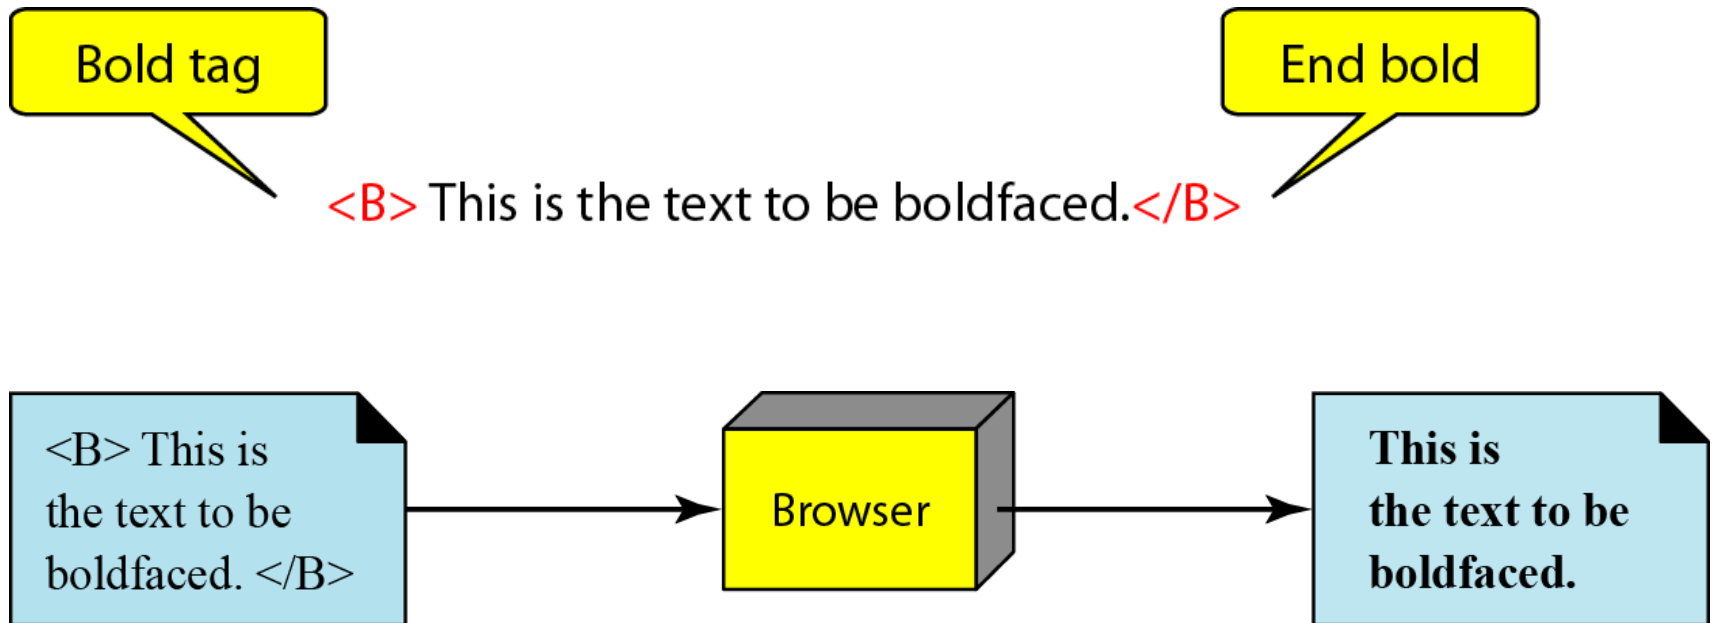 Bold tag
End bold
<B> This is the text to be boldfaced.</B>
<B> This is
the text to be
boldfaced. </B>
Browser
This is
the text to be
boldfaced.